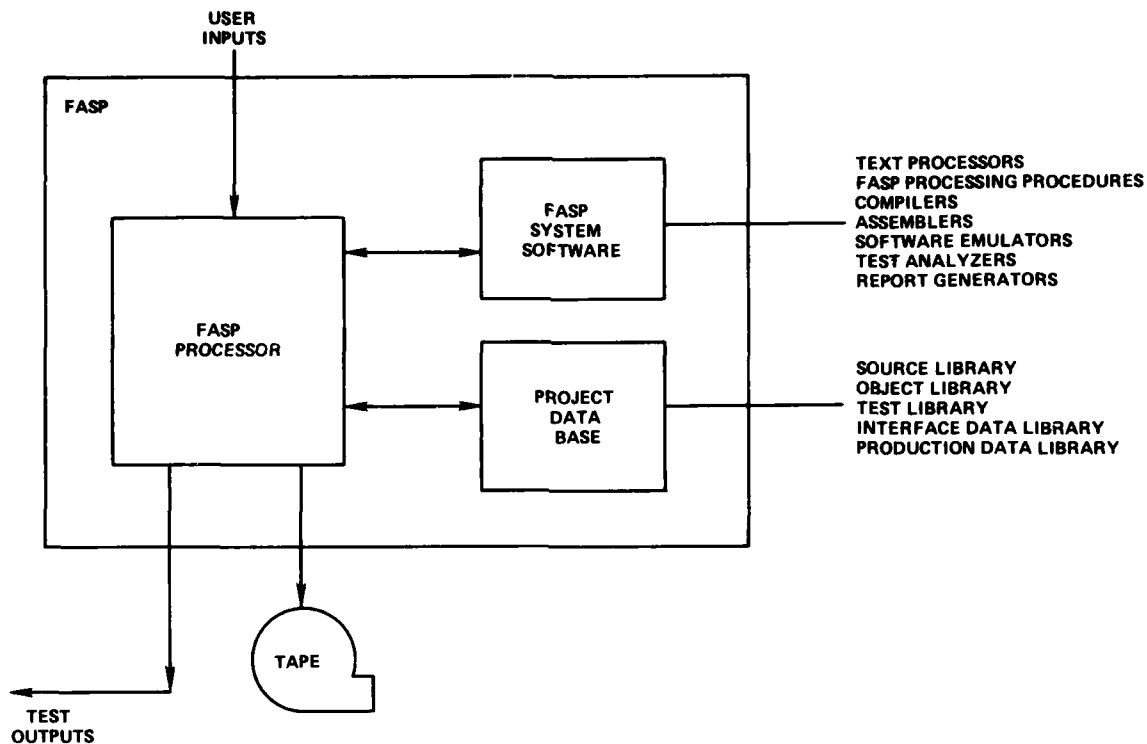 USER
INPUTS
FASP
FASP
SYSTEM
SOFTWARE
TEXT PROCESSORS
FASP PROCESSING PROCEDURES
COMPILERS
ASSEMBLERS
SOFTWARE EMULATORS
TEST ANALYZERS
REPORT GENERATORS
FASP
PROCESSOR
PROJECT
DATA
BASE
SOURCE LIBRARY
OBJECT LIBRARY
TEST LIBRARY
INTERFACE DATA LIBRARY
PRODUCTION DATA LIBRARY
TAPE
TEST
OUTPUTS